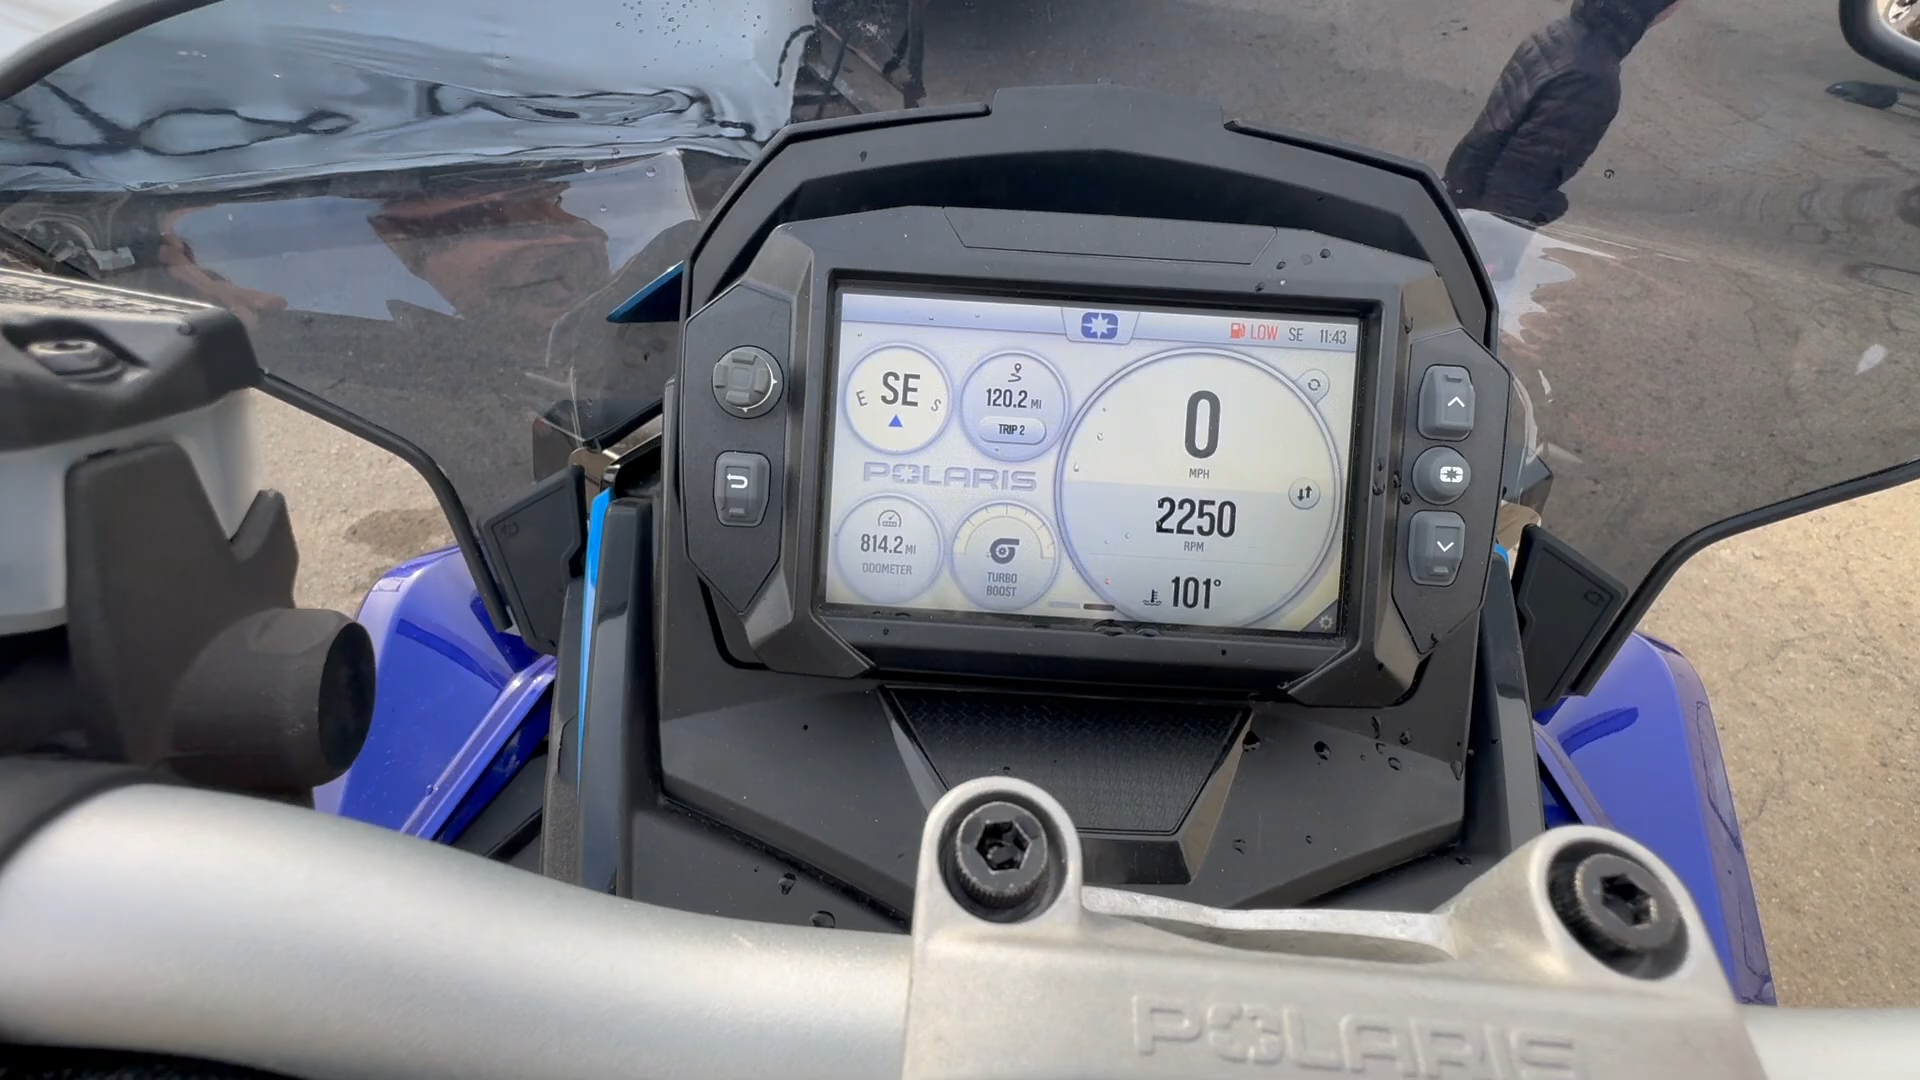 LOW SE 11:43
E SE S
120.2 MI
TRIP 2
POLARIS
814.2 MI
ODOMETER
TURBO
BOOST
0
MPH
2250
RPM
101°
POLARIS